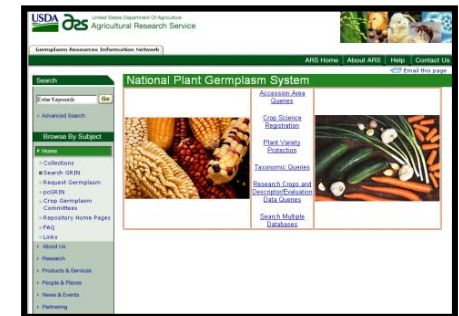 USDA ars United States Department Of Agriculture
Agricultural Research Service
Germplasm Resources Information Network
ARS Home About ARS Help Contact Us
Email this page
Search
Enter Keywords Go
Advanced Search
Browse By Subject
Home
Collections
Search GRIN
Request Germplasm
pcGRIN
Crop Germplasm
Committees
Repository Home Pages
FAQ
Links
About Us
Research
Products & Services
People & Places
News & Events
Partnering
National Plant Germplasm System
Accession Area
Queries
Crop Science
Registration
Plant Variety
Protection
Taxonomic Queries
Research Crops and
Descriptor/Evaluation
Data Queries
Search Multiple
Databases